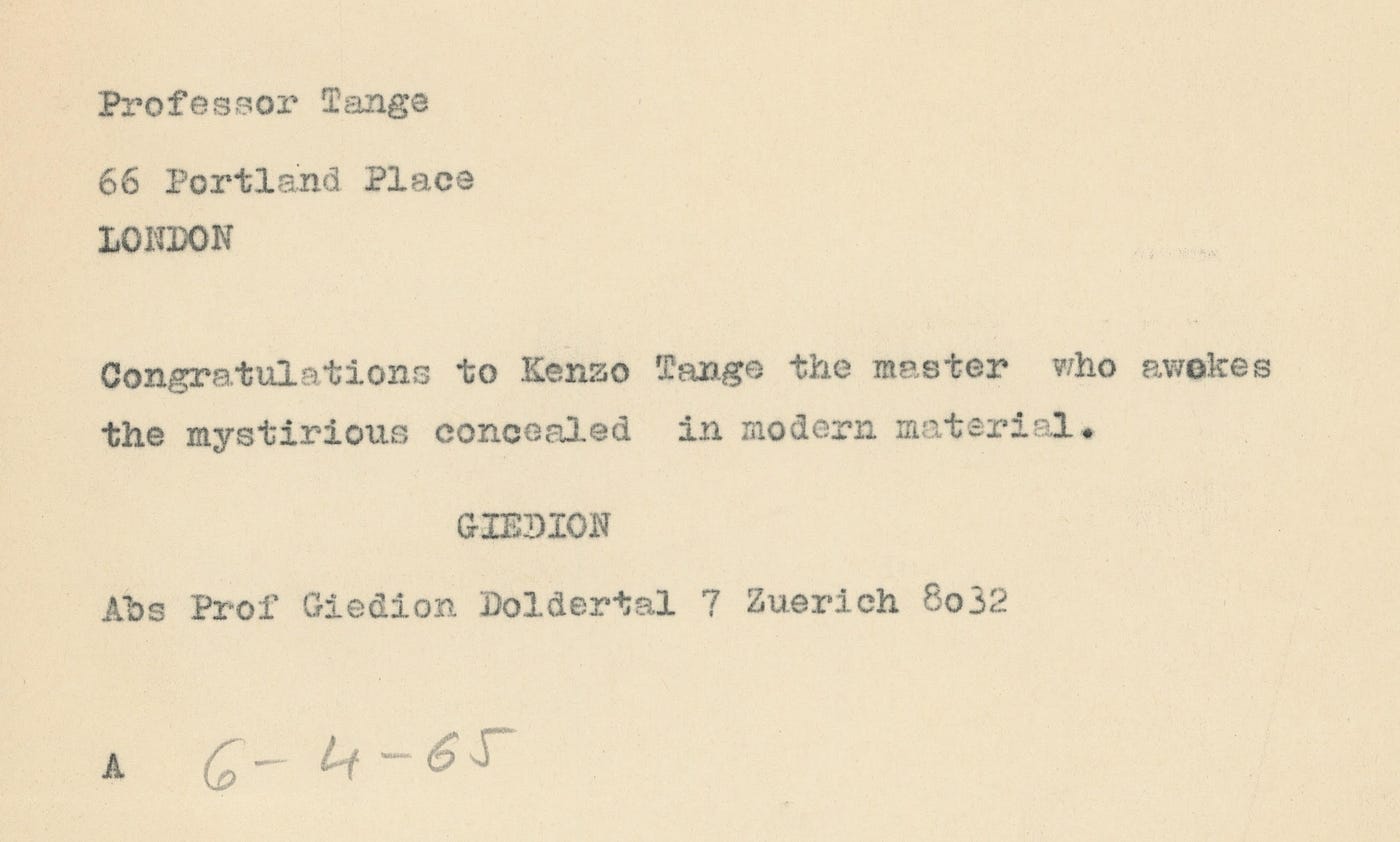 Professor Tange
66 Portland Place
LONDON
Congratulations to Kenzo Tange the master who awokes
the mystirious concealed in modern material.
GIEDION
Abs Prof Giedion Doldertal 7 Zuerich 8o32
A 6-4-65